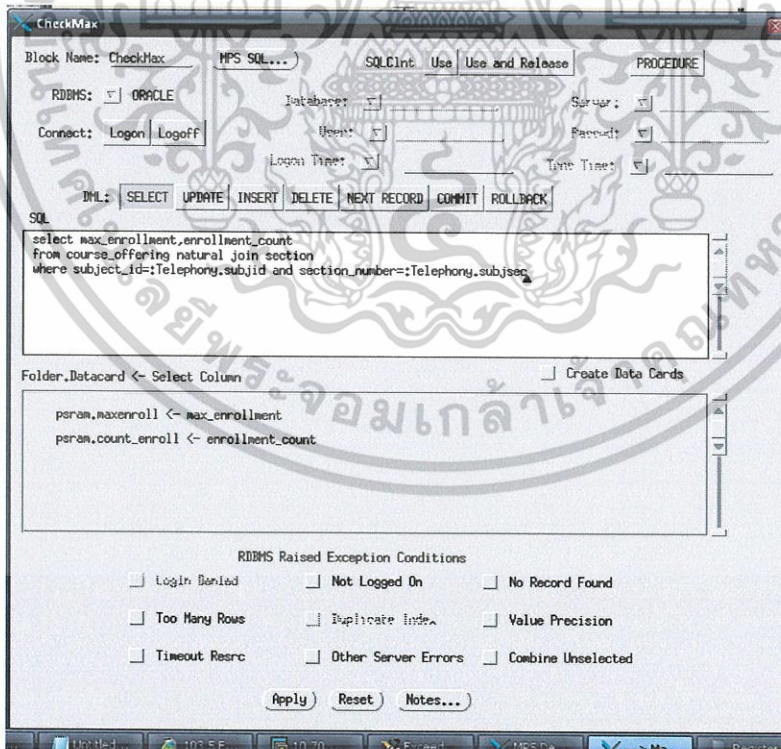 CheckMax
Block Name: CheckMax MPS SQL... SQLClnt Use Use and Release PROCEDURE
RDBMS: ORACLE Database: Server:
Connect: Logon Logoff User: Passwd:
Logon Time:
DML: SELECT UPDATE INSERT DELETE NEXT RECORD COMMIT ROLLBACK
SQL
select max_enrollment,enrollment_count
from course_offering natural join section
where subject_id=:Telephony.subjid and section_number=:Telephony.subjsec
Folder.Datacard <- Select Column Create Data Cards
psram.maxenroll <- max_enrollment
psram.count_enroll <- enrollment_count
RDBMS Raised Exception Conditions
Login Denied Not Logged On No Record Found
Too Many Rows Duplicate Index Value Precision
Timeout Resrc Other Server Errors Combine Unselected
Apply Reset Notes...